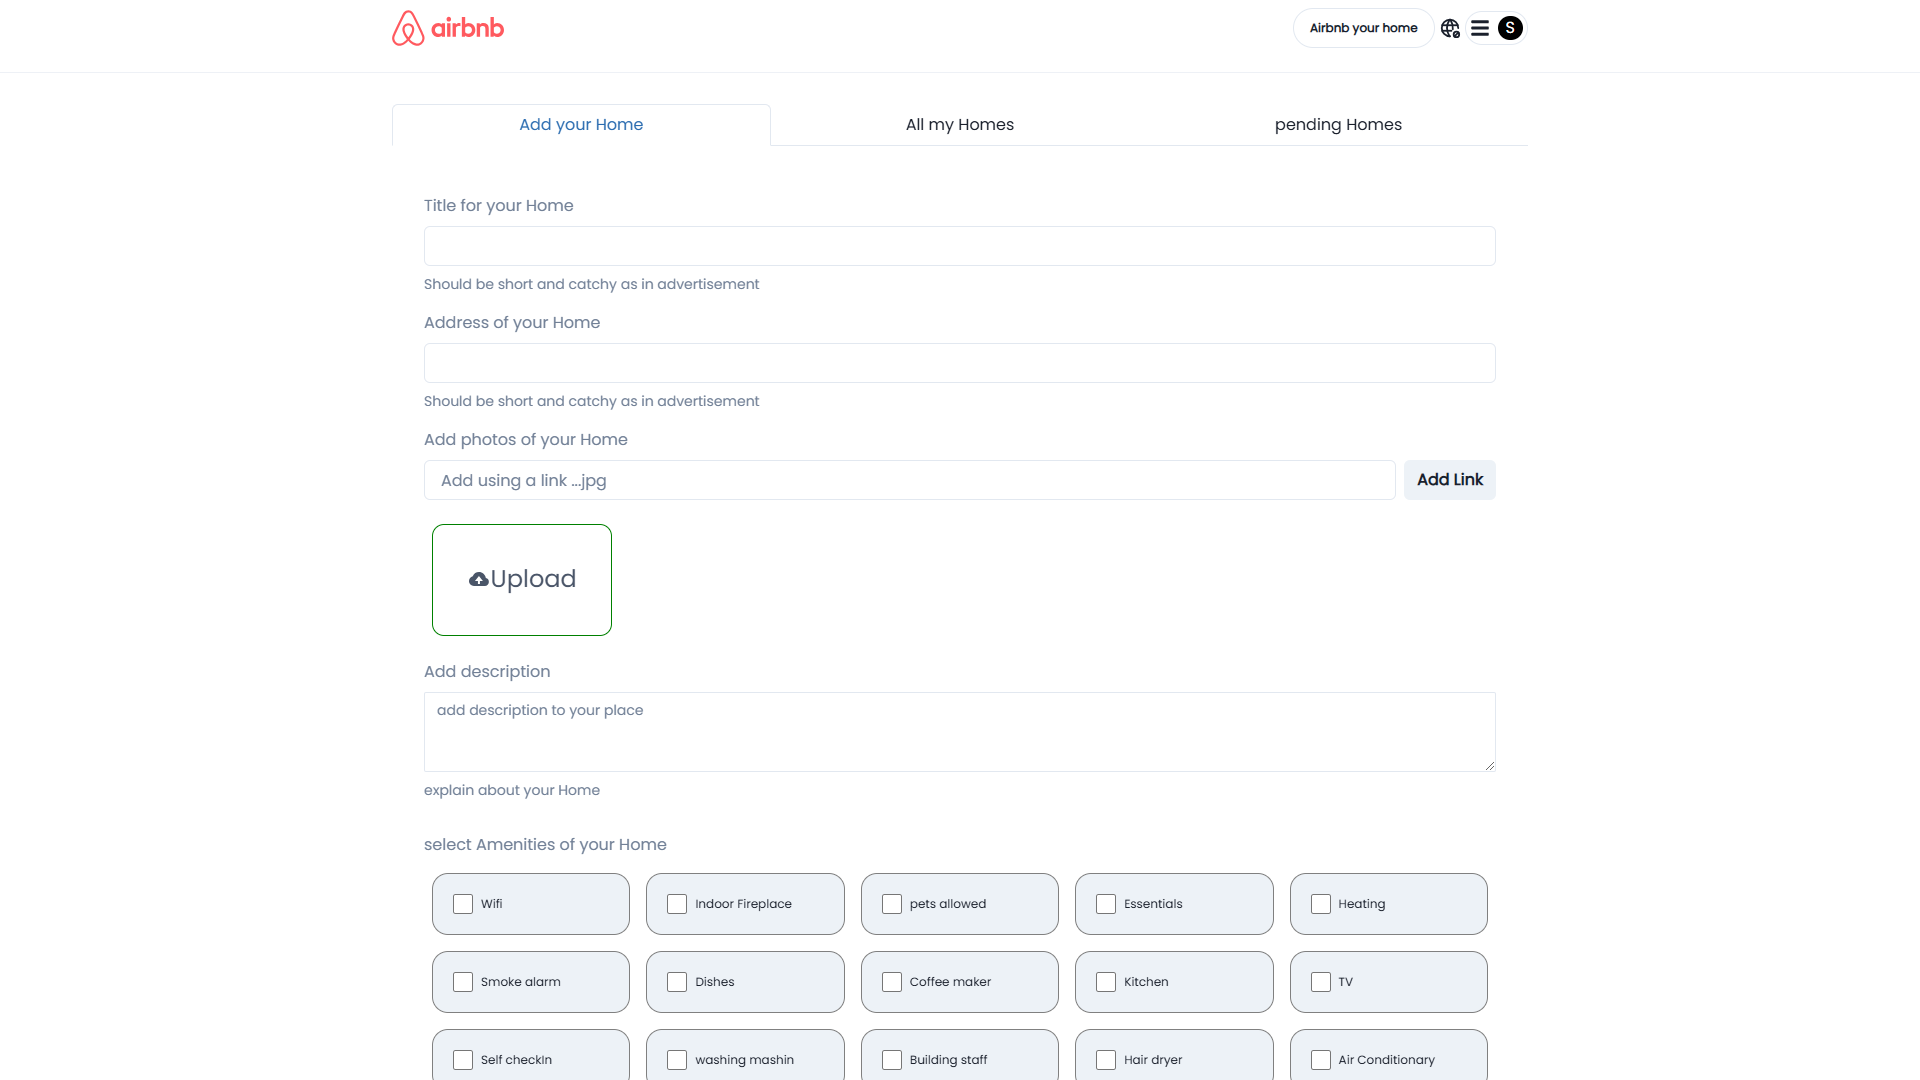 airbnb
Airbnb your home
S
Add your Home
All my Homes
pending Homes
Title for your Home
Should be short and catchy as in advertisement
Address of your Home
Should be short and catchy as in advertisement
Add photos of your Home
Add using a link ...jpg
Add Link
Upload
Add description
add description to your place
explain about your Home
select Amenities of your Home
Wifi
Indoor Fireplace
pets allowed
Essentials
Heating
Smoke alarm
Dishes
Coffee maker
Kitchen
TV
Self checkIn
washing mashin
Building staff
Hair dryer
Air Conditionary